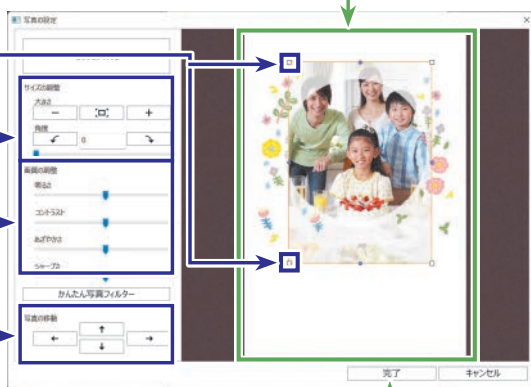 写真の設定
サイズの調整
大きさ
角度
0
画質の調整
明るさ
コントラスト
あざやかさ
シャープさ
かんたん写真フィルター
写真の移動
完了
キャンセル